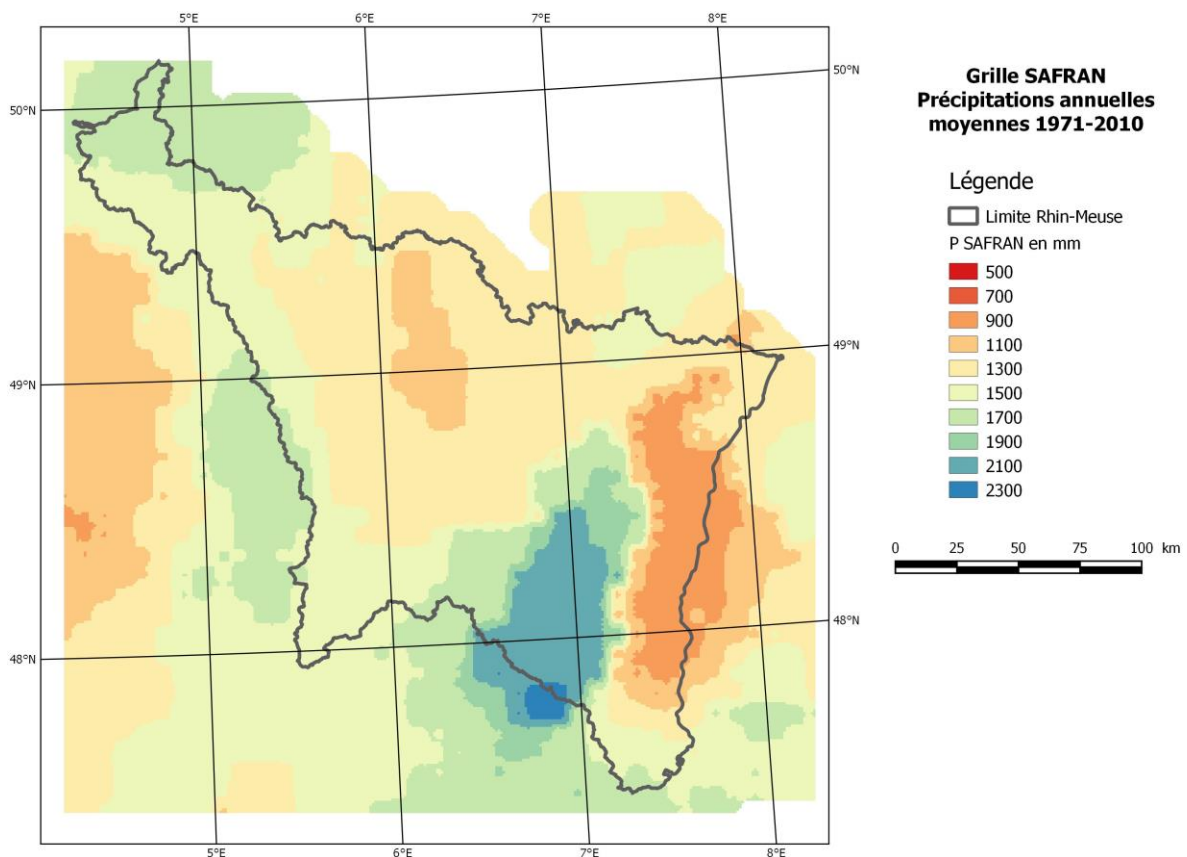 5°E
6°E
7°E
8°E
50°N
50°N
49°N
49°N
48°N
48°N
5°E
6°E
7°E
8°E
Grille SAFRAN
Précipitations annuelles
moyennes 1971-2010
Légende
Limite Rhin-Meuse
P SAFRAN en mm
500
700
900
1100
1300
1500
1700
1900
2100
2300
0 25 50 75 100 km